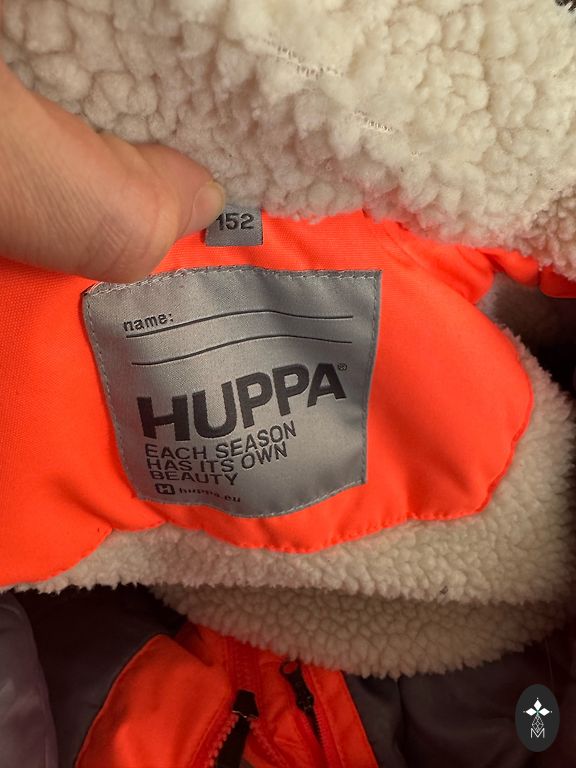 152
name:
HUPPA®
EACH SEASON
HAS ITS OWN
BEAUTY
H huppa.eu